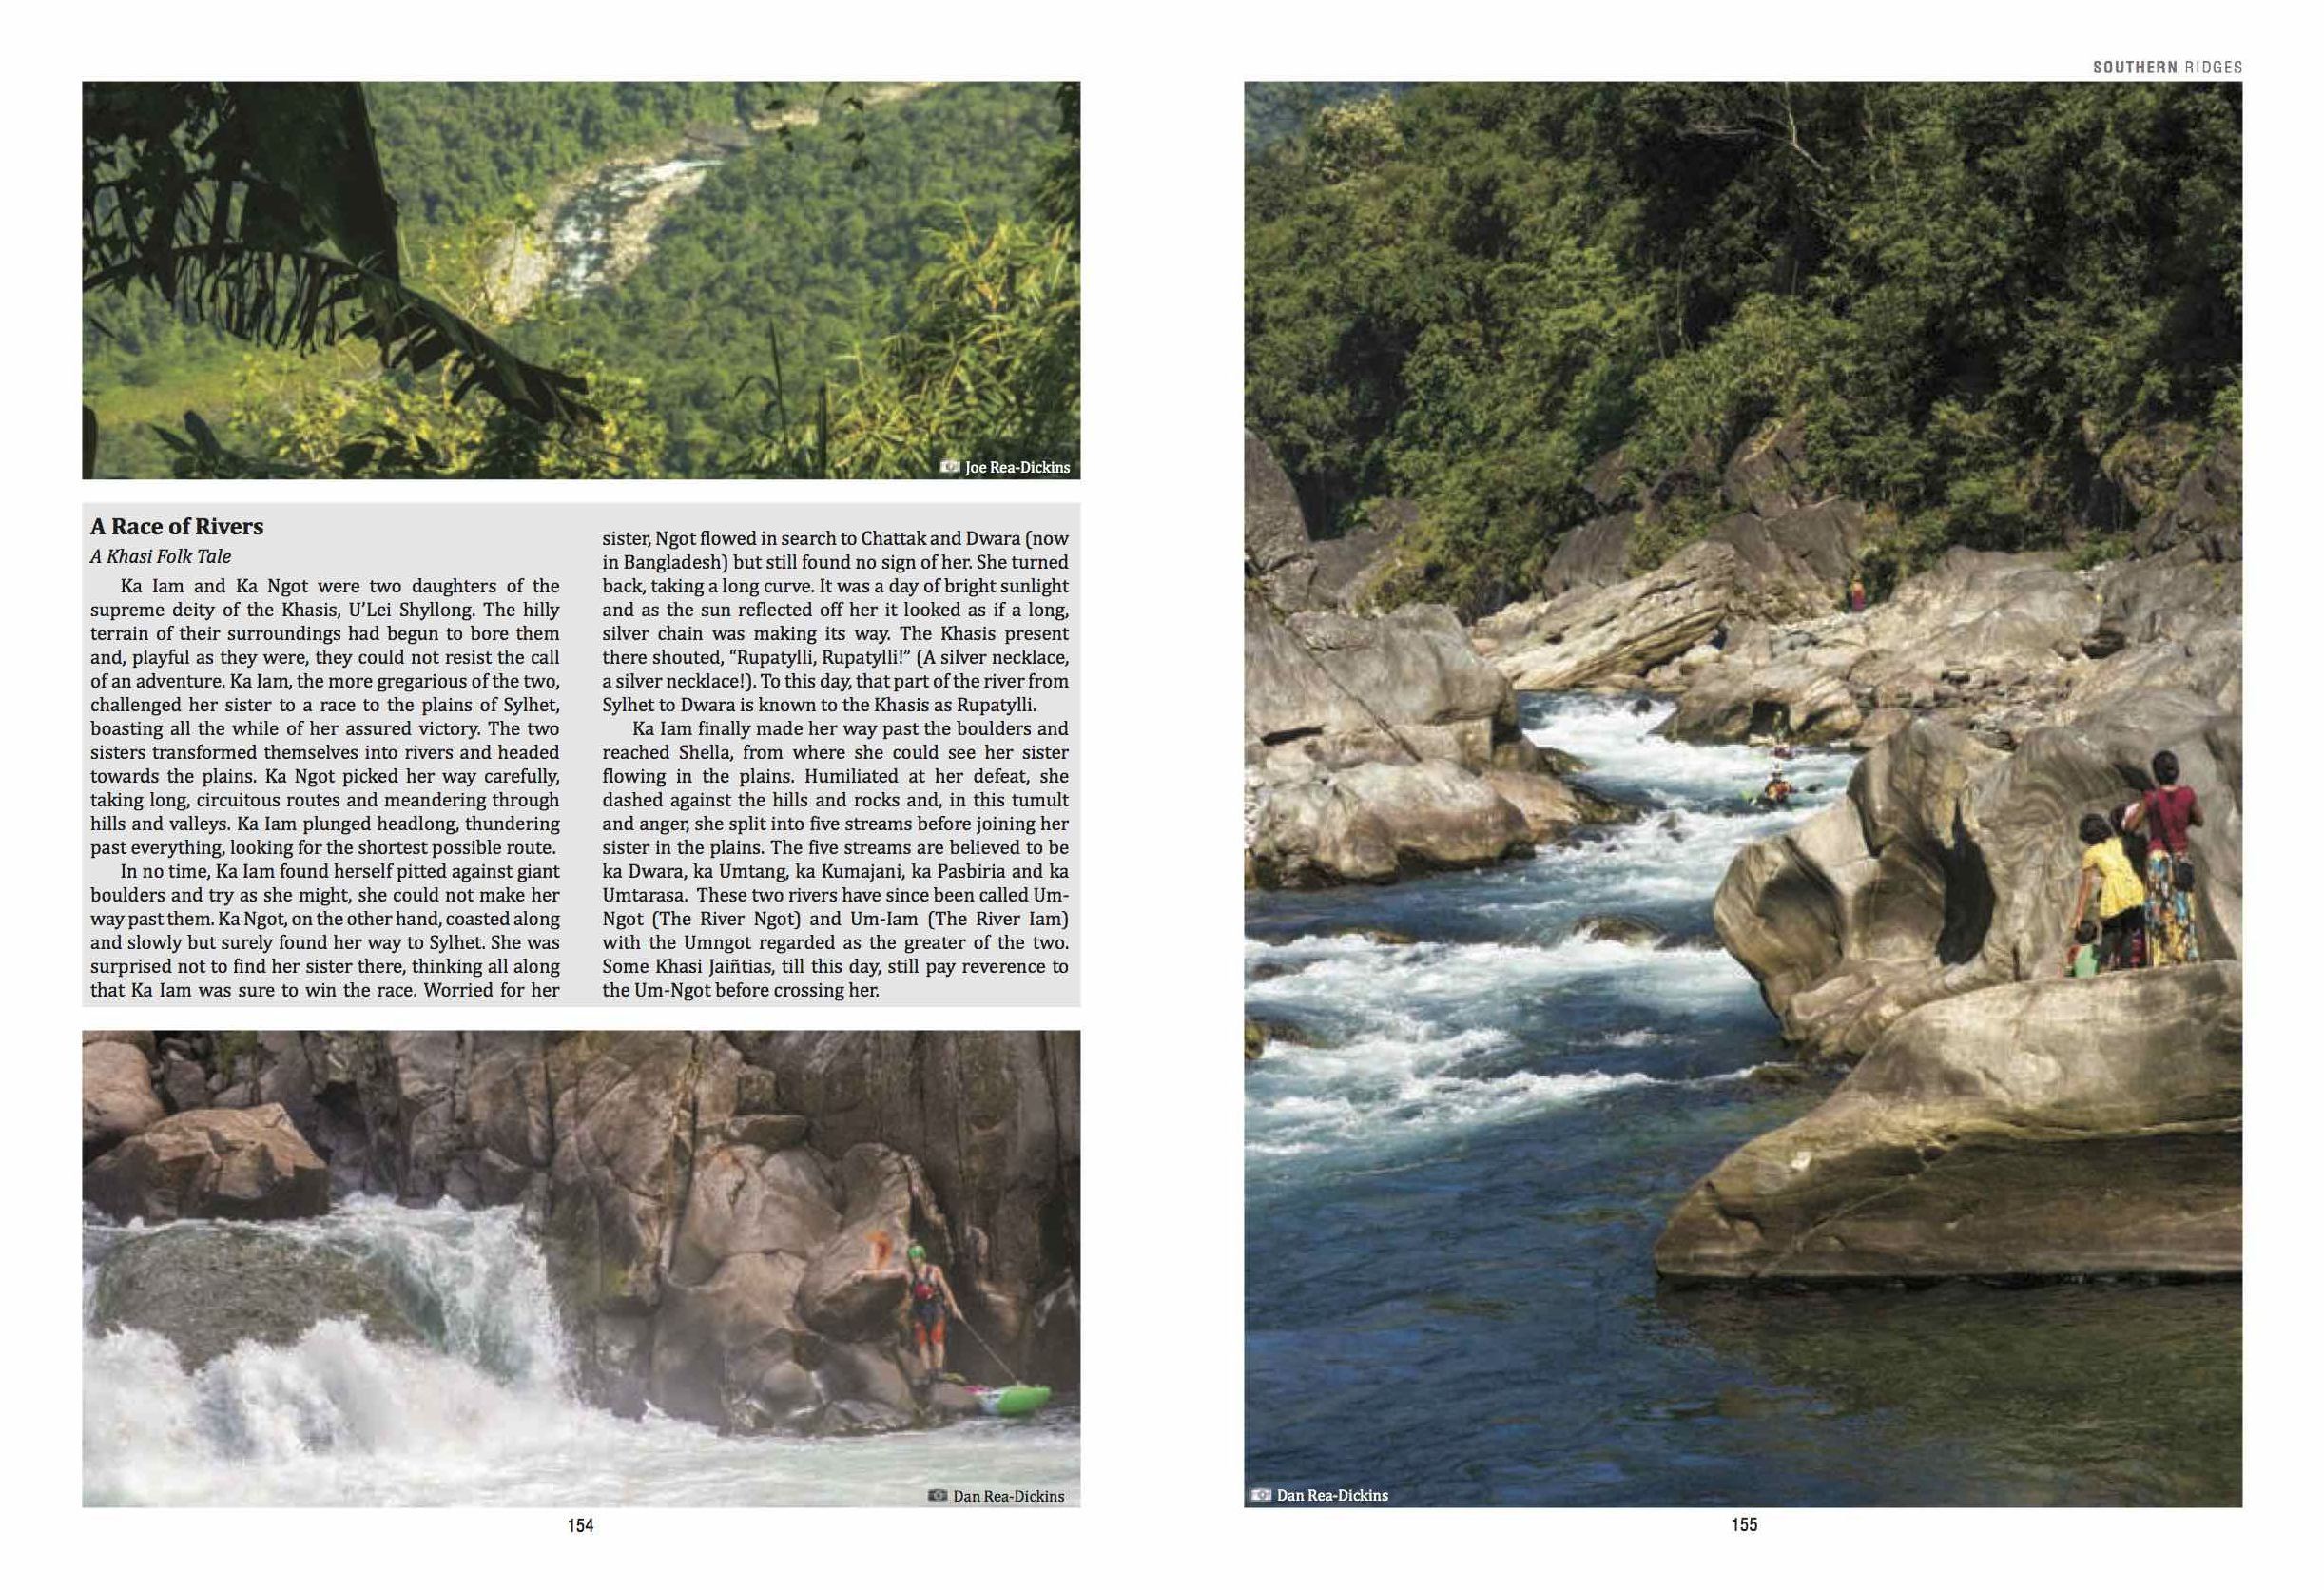 SOUTHERN RIDGES
Joe Rea-Dickins
A Race of Rivers
A Khasi Folk Tale
Ka Iam and Ka Ngot were two daughters of the
supreme deity of the Khasis, U’Lei Shyllong. The hilly
terrain of their surroundings had begun to bore them
and, playful as they were, they could not resist the call
of an adventure. Ka Iam, the more gregarious of the two,
challenged her sister to a race to the plains of Sylhet,
boasting all the while of her assured victory. The two
sisters transformed themselves into rivers and headed
towards the plains. Ka Ngot picked her way carefully,
taking long, circuitous routes and meandering through
hills and valleys. Ka Iam plunged headlong, thundering
past everything, looking for the shortest possible route.
In no time, Ka Iam found herself pitted against giant
boulders and try as she might, she could not make her
way past them. Ka Ngot, on the other hand, coasted along
and slowly but surely found her way to Sylhet. She was
surprised not to find her sister there, thinking all along
that Ka Iam was sure to win the race. Worried for her
sister, Ngot flowed in search to Chattak and Dwara (now
in Bangladesh) but still found no sign of her. She turned
back, taking a long curve. It was a day of bright sunlight
and as the sun reflected off her it looked as if a long,
silver chain was making its way. The Khasis present
there shouted, “Rupatylli, Rupatylli!” (A silver necklace,
a silver necklace!). To this day, that part of the river from
Sylhet to Dwara is known to the Khasis as Rupatylli.
Ka Iam finally made her way past the boulders and
reached Shella, from where she could see her sister
flowing in the plains. Humiliated at her defeat, she
dashed against the hills and rocks and, in this tumult
and anger, she split into five streams before joining her
sister in the plains. The five streams are believed to be
ka Dwara, ka Umtang, ka Kumajani, ka Pasbiria and ka
Umtarasa. These two rivers have since been called Um-
Ngot (The River Ngot) and Um-Iam (The River Iam)
with the Umngot regarded as the greater of the two.
Some Khasi Jaiñtias, till this day, still pay reverence to
the Um-Ngot before crossing her.
Dan Rea-Dickins
154
Dan Rea-Dickins
155